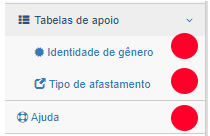 Tabelas de apoio
Identidade de gênero
Tipo de afastamento
Ajuda